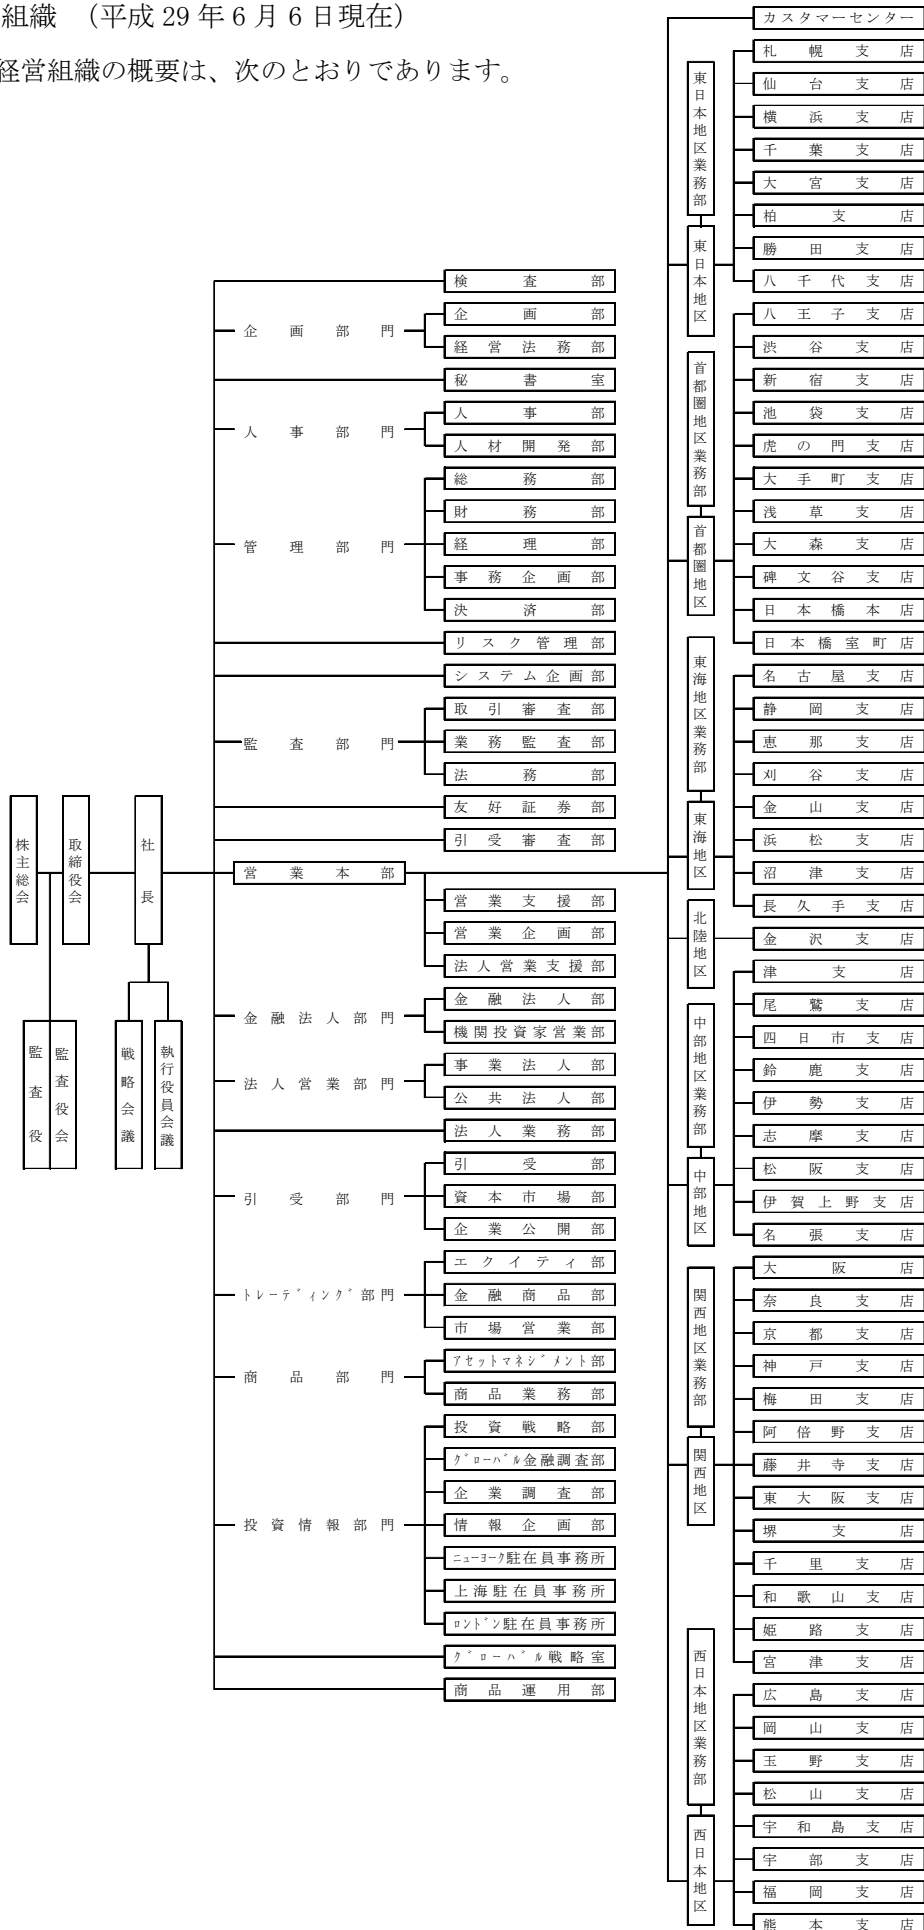 組織 （平成 29 年 6 月 6 日現在）
経営組織の概要は、次のとおりであります。
株主総会
取締役会
社長
監査役
監査役会
戦略会議
執行役員会議
検査部
企画部門
企画部
経営法務部
秘書室
人事部門
人事部
人材開発部
管理部門
総務部
財務部
経理部
事務企画部
決済部
リスク管理部
システム企画部
監査部門
取引審査部
業務監査部
法務部
友好証券部
引受審査部
営業本部
営業支援部
営業企画部
法人営業支援部
金融法人部門
金融法人部
機関投資家営業部
法人営業部門
事業法人部
公共法人部
法人業務部
引受部門
引受部
資本市場部
企業公開部
ﾄﾚｰﾃﾞｨﾝｸﾞ部門
エクイティ部
金融商品部
市場営業部
商品部門
ｱｾｯﾄﾏﾈｼﾞﾒﾝﾄ部
商品業務部
投資情報部門
投資戦略部
ｸﾞﾛｰﾊﾞﾙ金融調査部
企業調査部
情報企画部
ﾆｭｰﾖｰｸ駐在員事務所
上海駐在員事務所
ﾛﾝﾄﾞﾝ駐在員事務所
ｸﾞﾛｰﾊﾞﾙ戦略室
商品運用部
カスタマーセンター
東日本地区業務部
東日本地区
札幌支店
仙台支店
横浜支店
千葉支店
大宮支店
柏支店
勝田支店
八千代支店
首都圏地区業務部
首都圏地区
八王子支店
渋谷支店
新宿支店
池袋支店
虎の門支店
大手町支店
浅草支店
大森支店
碑文谷支店
日本橋本店
日本橋室町店
東海地区業務部
東海地区
名古屋支店
静岡支店
恵那支店
刈谷支店
金山支店
浜松支店
沼津支店
長久手支店
北陸地区
金沢支店
中部地区業務部
中部地区
津支店
尾鷲支店
四日市支店
鈴鹿支店
伊勢支店
志摩支店
松阪支店
伊賀上野支店
名張支店
関西地区業務部
関西地区
大阪店
奈良支店
京都支店
神戸支店
梅田支店
阿倍野支店
藤井寺支店
東大阪支店
堺支店
千里支店
和歌山支店
姫路支店
宮津支店
西日本地区業務部
西日本地区
広島支店
岡山支店
玉野支店
松山支店
宇和島支店
宇部支店
福岡支店
熊本支店